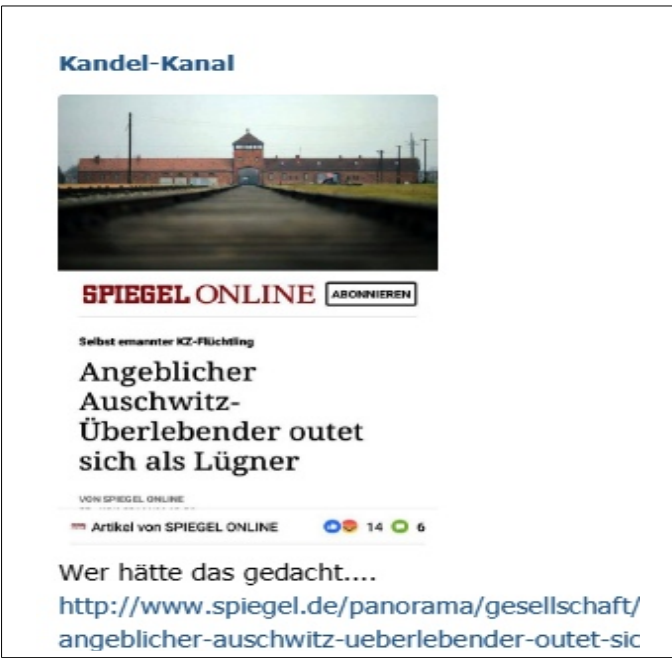 Kandel-Kanal
SPIEGEL ONLINE ABONNIEREN
Selbst ernannter KZ-Flüchtling
Angeblicher
Auschwitz-
Überlebender outet
sich als Lügner
VON SPIEGEL ONLINE
Artikel von SPIEGEL ONLINE 14 6
Wer hätte das gedacht....
http://www.spiegel.de/panorama/gesellschaft/
angeblicher-auschwitz-ueberlebender-outet-sic